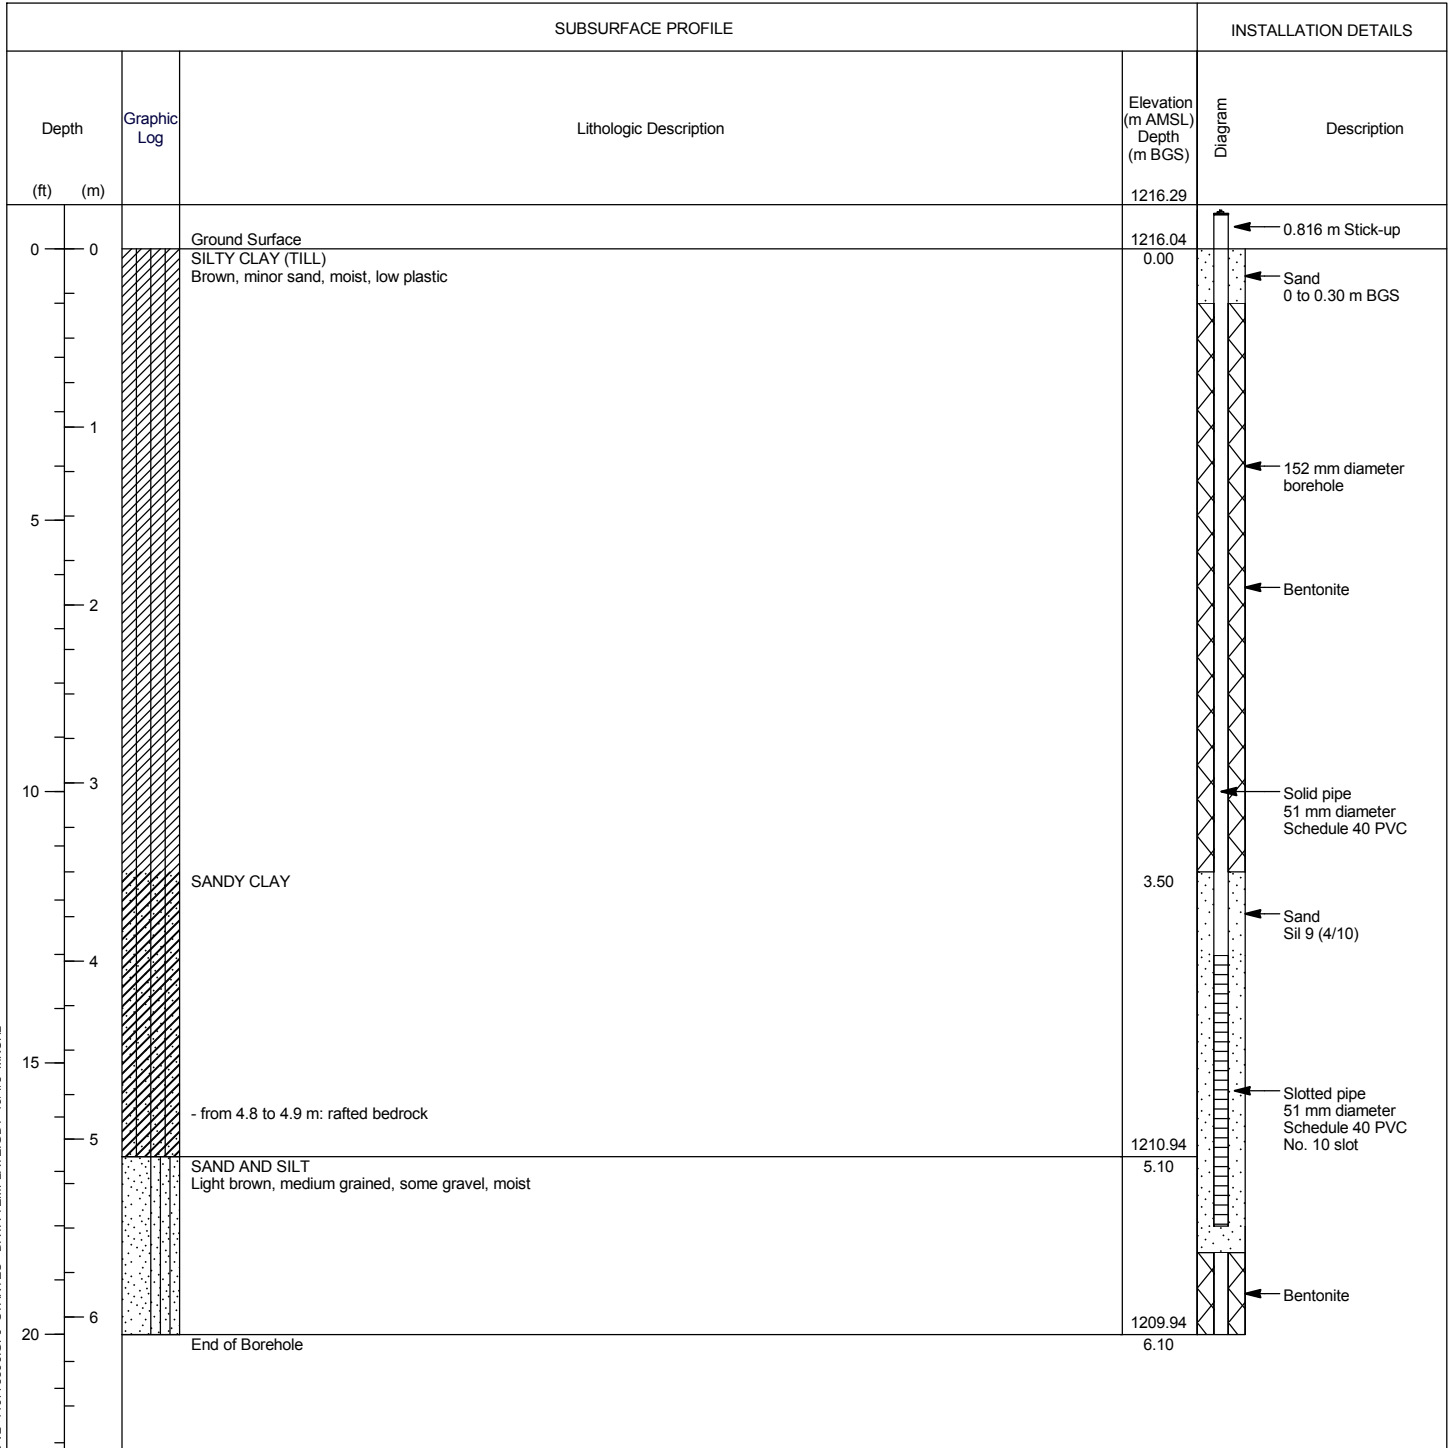 SUBSURFACE PROFILE
INSTALLATION DETAILS
Depth
(ft)
(m)
Graphic
Log
Lithologic Description
Elevation
(m AMSL)
Depth
(m BGS)
1216.29
Diagram
Description
Ground Surface
1216.04
0.816 m Stick-up
0
0
SILTY CLAY (TILL)
0.00
Brown, minor sand, moist, low plastic
Sand
0 to 0.30 m BGS
1
152 mm diameter
borehole
5
2
Bentonite
3
10
Solid pipe
51 mm diameter
Schedule 40 PVC
SANDY CLAY
3.50
Sand
Sil 9 (4/10)
4
15
- from 4.8 to 4.9 m: rafted bedrock
Slotted pipe
51 mm diameter
Schedule 40 PVC
No. 10 slot
5
1210.94
SAND AND SILT
5.10
Light brown, medium grained, some gravel, moist
Bentonite
6
1209.94
20
End of Borehole
6.10